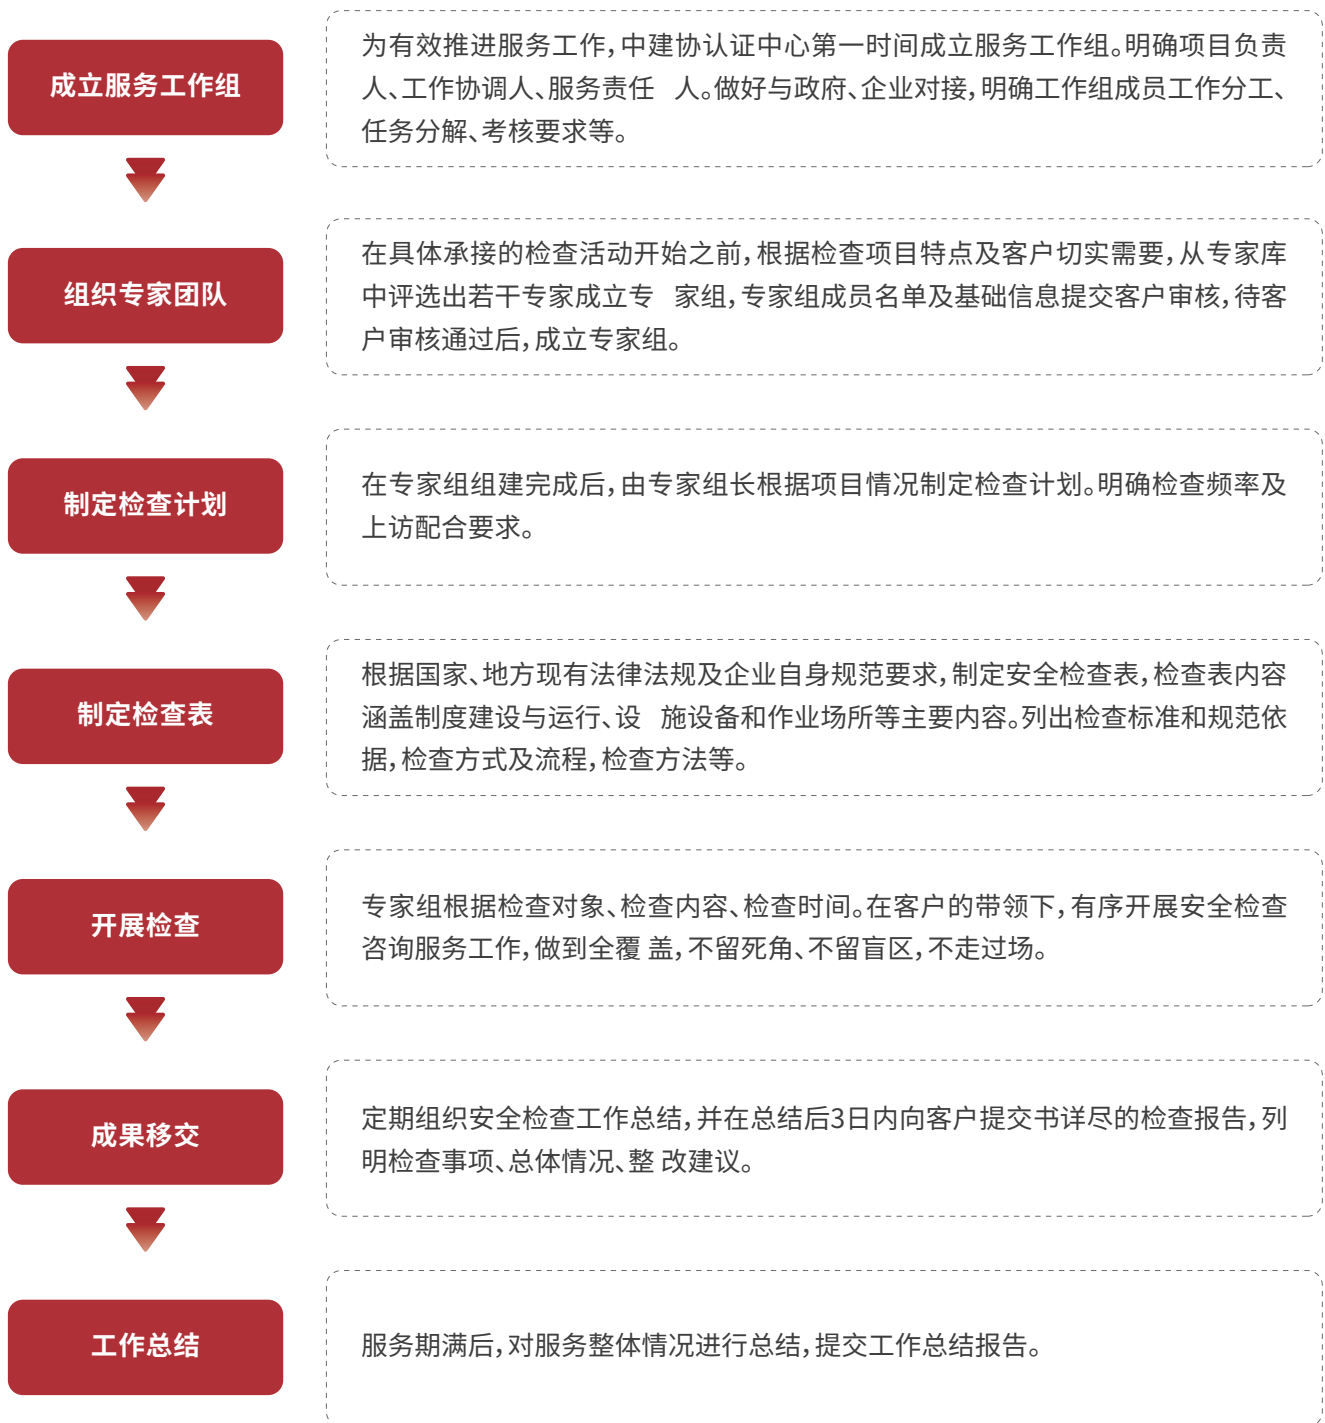 成立服务工作组
为有效推进服务工作，中建协认证中心第一时间成立服务工作组。明确项目负责
人、工作协调人、服务责任 人。做好与政府、企业对接，明确工作组成员工作分工、
任务分解、考核要求等。
组织专家团队
在具体承接的检查活动开始之前，根据检查项目特点及客户切实需要，从专家库
中评选出若干专家成立专 家组，专家组成员名单及基础信息提交客户审核，待客
户审核通过后，成立专家组。
制定检查计划
在专家组组建完成后，由专家组长根据项目情况制定检查计划。明确检查频率及
上访配合要求。
制定检查表
根据国家、地方现有法律法规及企业自身规范要求，制定安全检查表，检查表内容
涵盖制度建设与运行、设 施设备和作业场所等主要内容。列出检查标准和规范依
据，检查方式及流程，检查方法等。
开展检查
专家组根据检查对象、检查内容、检查时间。在客户的带领下，有序开展安全检查
咨询服务工作，做到全覆 盖，不留死角、不留盲区，不走过场。
成果移交
定期组织安全检查工作总结，并在总结后3日内向客户提交书详尽的检查报告，列
明检查事项、总体情况、整 改建议。
工作总结
服务期满后，对服务整体情况进行总结，提交工作总结报告。